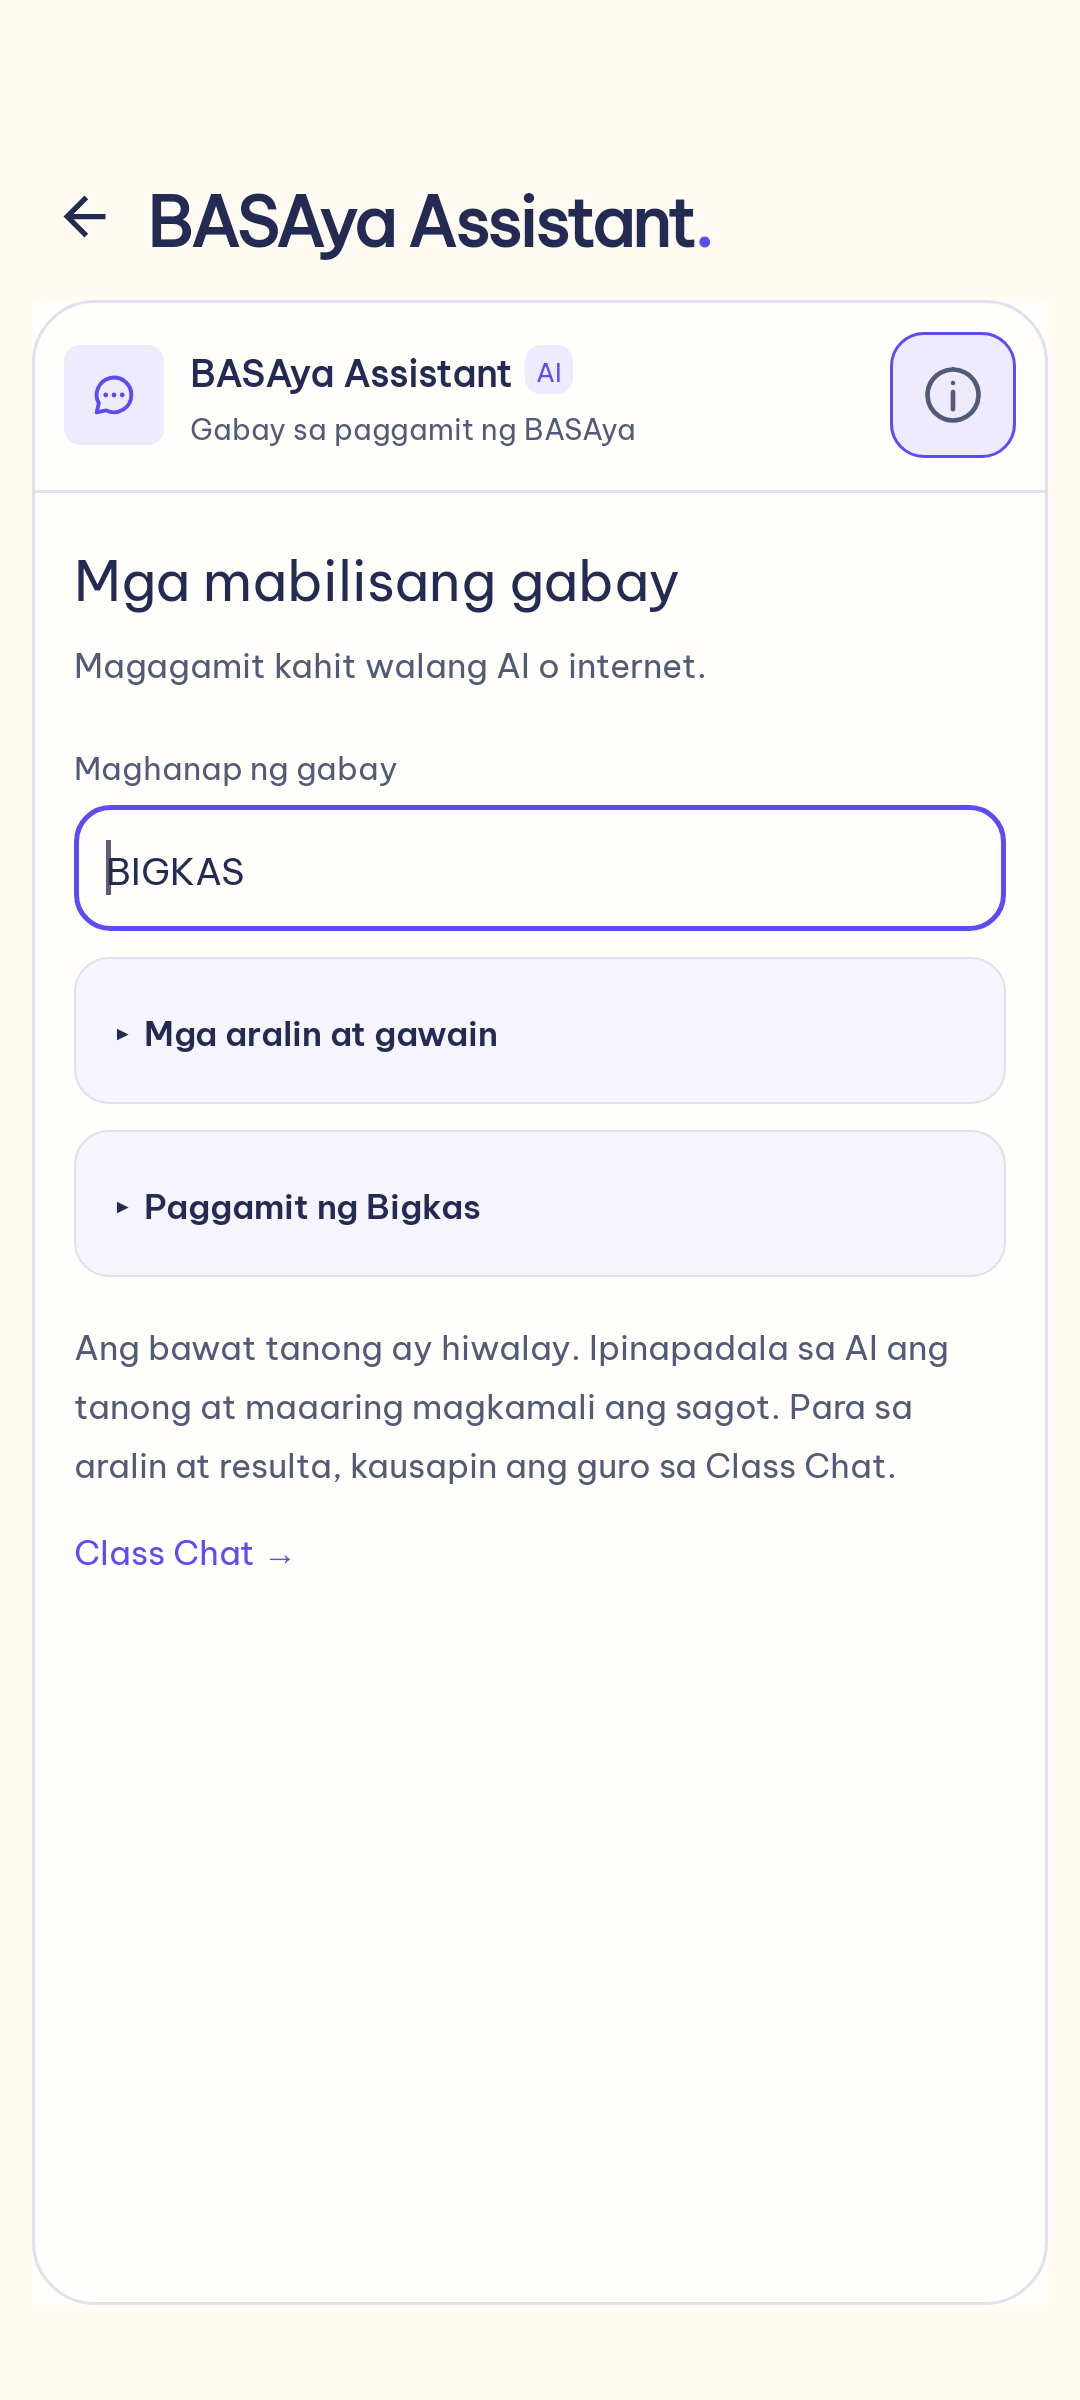 BASAya Assistant.
BASAya Assistant AI
Gabay sa paggamit ng BASAya
Mga mabilisang gabay
Magagamit kahit walang AI o internet.
Maghanap ng gabay
BIGKAS
▸ Mga aralin at gawain
▸ Paggamit ng Bigkas
Ang bawat tanong ay hiwalay. Ipinapadala sa AI ang
tanong at maaaring magkamali ang sagot. Para sa
aralin at resulta, kausapin ang guro sa Class Chat.
Class Chat →